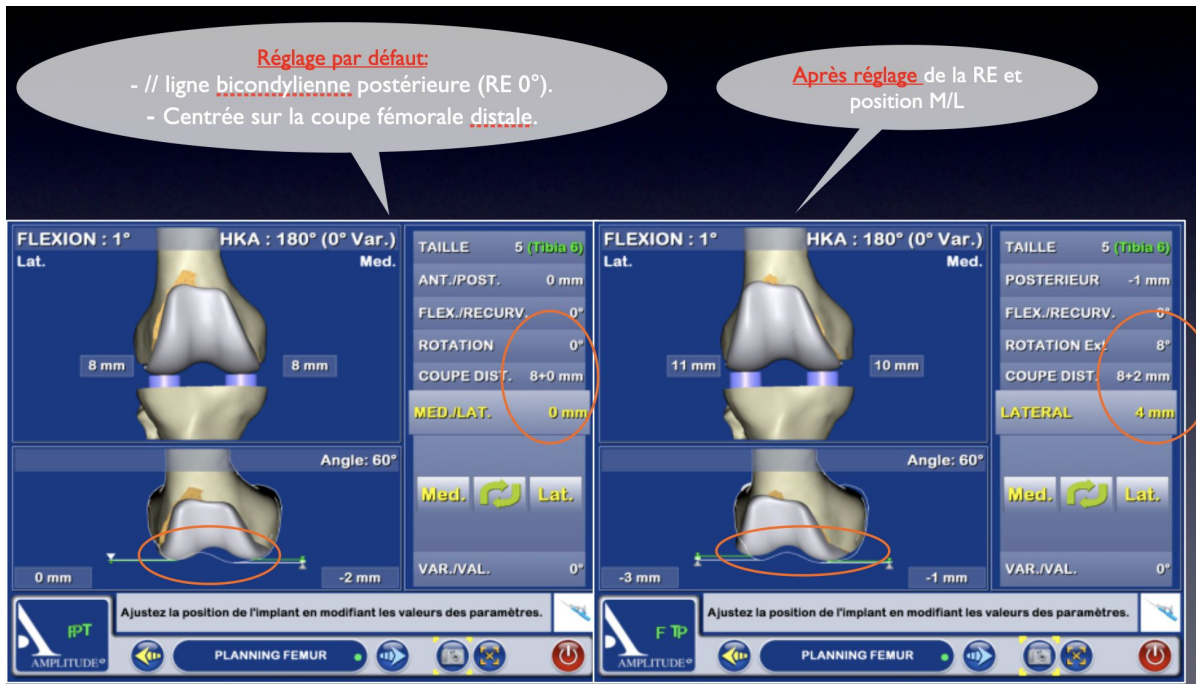 Réglage par défaut:
- // ligne bicondylienne postérieure (RE 0°).
- Centrée sur la coupe fémorale distale.
Après réglage de la RE et
position M/L
FLEXION : 1° HKA : 180° (0° Var.)
Lat. Med.
8 mm 8 mm
TAILLE 5 (Tibia 6)
ANT./POST. 0 mm
FLEX./RECURV. 0°
ROTATION 0°
COUPE DIST. 8+0 mm
MED./LAT. 0 mm
Angle: 60°
0 mm -2 mm
Med. Lat.
VAR./VAL. 0°
Ajustez la position de l'implant en modifiant les valeurs des paramètres.
AMPLITUDE
PLANNING FEMUR
FLEXION : 1° HKA : 180° (0° Var.)
Lat. Med.
11 mm 10 mm
TAILLE 5 (Tibia 6)
POSTERIEUR -1 mm
FLEX./RECURV. 0°
ROTATION Ext 8°
COUPE DIST. 8+2 mm
LATERAL 4 mm
Angle: 60°
-3 mm -1 mm
Med. Lat.
VAR./VAL. 0°
Ajustez la position de l'implant en modifiant les valeurs des paramètres.
F TP
AMPLITUDE
PLANNING FEMUR